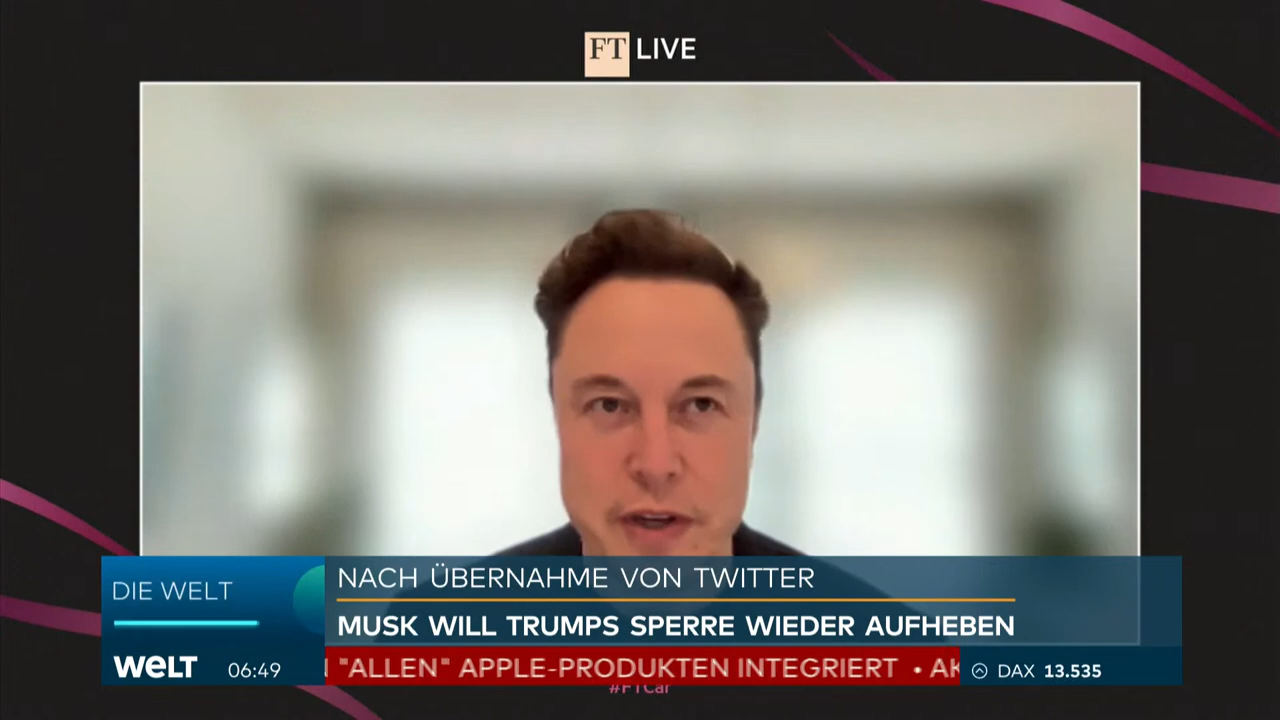 FT LIVE
DIE WELT
NACH ÜBERNAHME VON TWITTER
MUSK WILL TRUMPS SPERRE WIEDER AUFHEBEN
welt 06:49
"ALLEN" APPLE-PRODUKTEN INTEGRIERT •
DAX 13.535